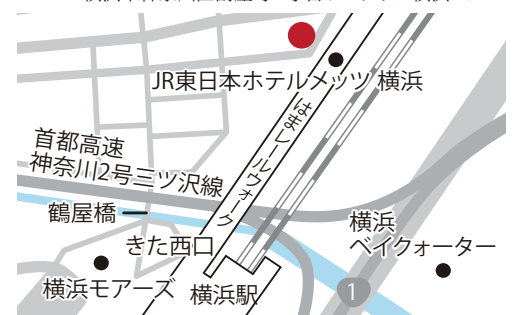 JR東日本ホテルメッツ 横浜
はまレールウォーク
首都高速
神奈川2号三ツ沢線
鶴屋橋
きた西口
横浜
ベイクォーター
横浜モアーズ
横浜駅
1